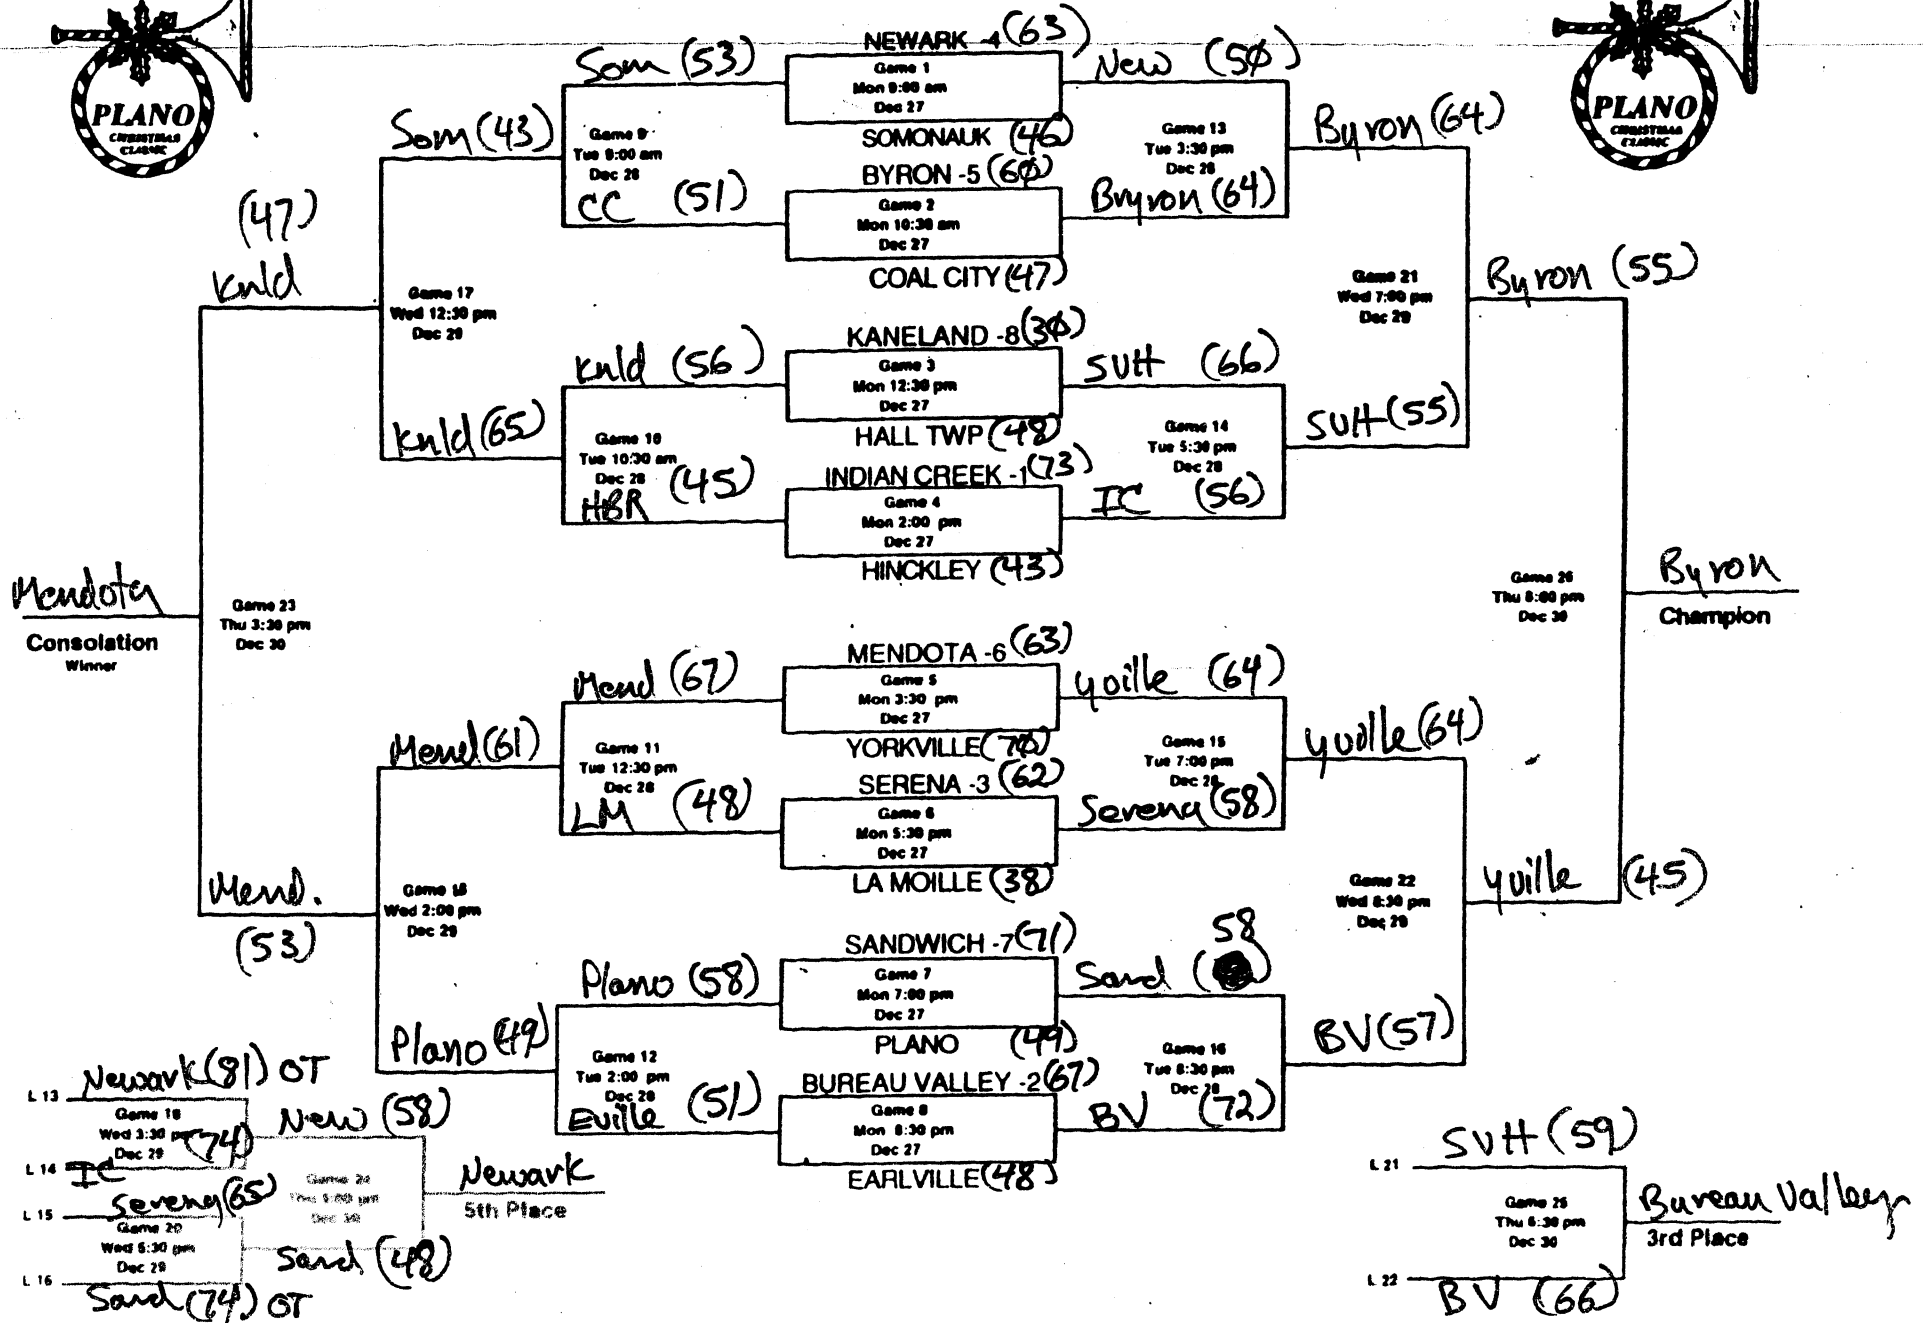 PLANO
CHRISTMAS
CLASSIC
PLANO
CHRISTMAS
CLASSIC
NEWARK -4 (63)
Game 1
Mon 9:00 am
Dec 27
SOMONAUK (46)
BYRON -5 (60)
Game 2
Mon 10:30 am
Dec 27
COAL CITY (47)
KANELAND -8 (30)
Game 3
Mon 12:30 pm
Dec 27
HALL TWP (48)
INDIAN CREEK -1 (73)
Game 4
Mon 2:00 pm
Dec 27
HINCKLEY (43)
MENDOTA -6 (63)
Game 5
Mon 3:30 pm
Dec 27
YORKVILLE (70)
SERENA -3 (62)
Game 6
Mon 5:30 pm
Dec 27
LA MOILLE (38)
SANDWICH -7 (71)
Game 7
Mon 7:00 pm
Dec 27
PLANO (49)
BUREAU VALLEY -2 (67)
Game 8
Mon 8:30 pm
Dec 27
EARLVILLE (48)
Som (53)
Game 9
Tue 9:00 am
Dec 28
CC (51)
Knld (56)
Game 10
Tue 10:30 am
Dec 28
HBR (45)
Mend (67)
Game 11
Tue 12:30 pm
Dec 28
LM (48)
Plano (58)
Game 12
Tue 2:00 pm
Dec 28
Eville (51)
Som (43)
Game 17
Wed 12:30 pm
Dec 29
Knld (65)
Mend (61)
Game 18
Wed 2:00 pm
Dec 29
Plano (49)
(47)
Knld
Game 23
Thu 3:30 pm
Dec 30
Mend.
(53)
Mendota
Consolation
Winner
New (50)
Game 13
Tue 3:30 pm
Dec 28
Bryron (64)
SVH (66)
Game 14
Tue 5:30 pm
Dec 28
IC (56)
Yville (64)
Game 15
Tue 7:00 pm
Dec 28
Serena (58)
58
Sand
Game 16
Tue 8:30 pm
Dec 28
BV (72)
Byron (64)
Game 21
Wed 7:00 pm
Dec 29
SVH (55)
Yville (64)
Game 22
Wed 8:30 pm
Dec 29
BV (57)
Byron (55)
Game 26
Thu 8:00 pm
Dec 30
Yville (45)
Byron
Champion
Newark (81) OT
L 13
Wed 3:30 pm
Dec 29
(74)
L 14 IC
Serena (65)
L 15
Game 20
Wed 5:30 pm
Dec 29
L 16
Sand (74) OT
New (58)
Game 24
Thu 5:00 pm
Dec 30
Sand (48)
Newark
5th Place
SVH (59)
L 21
Game 25
Thu 6:30 pm
Dec 30
L 22
BV (66)
Bureau Valley
3rd Place